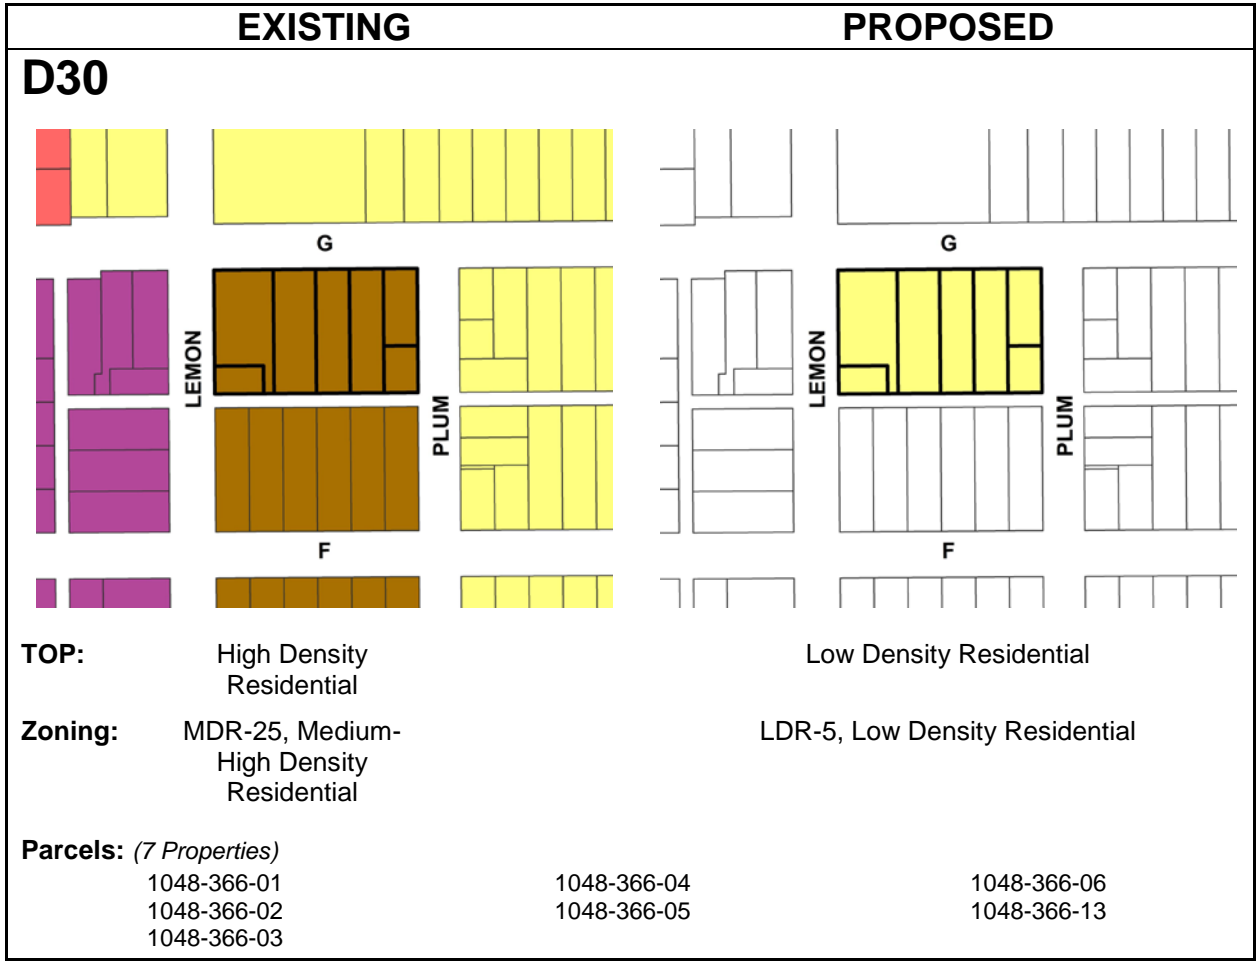 EXISTING PROPOSED
D30
G G
LEMON LEMON
PLUM PLUM
F F
TOP: High Density Low Density Residential
Residential
Zoning: MDR-25, Medium- LDR-5, Low Density Residential
High Density
Residential
Parcels: (7 Properties)
1048-366-01 1048-366-04 1048-366-06
1048-366-02 1048-366-05 1048-366-13
1048-366-03